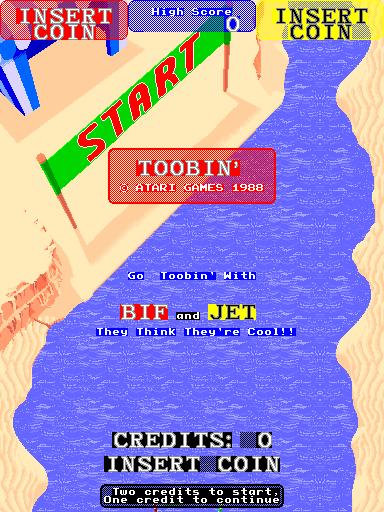 INSERT
COIN
High Score
0
INSERT
COIN
START
TOOBIN'
© ATARI GAMES 1988
Go Toobin' With
BIF and JET
They Think They're Cool!!
CREDITS: 0
INSERT COIN
Two credits to start,
One credit to continue